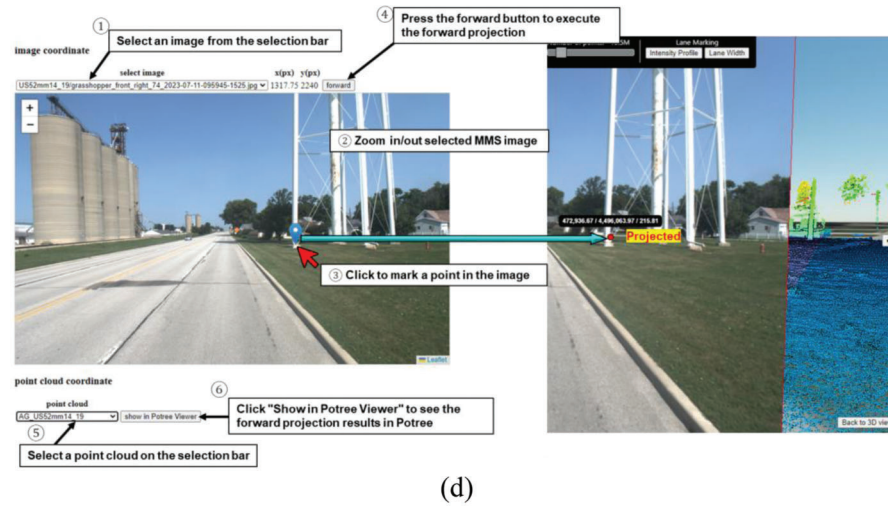 ① Select an image from the selection bar
④ Press the forward button to execute
the forward projection
image coordinate
select image x(px) y(px)
US52mm14_19/grasshopper_front_right_74_2023-07-11-095945-1525.jpg 1317.75 2240 forward
Lane Marking
Intensity Profile Lane Width
+
−
② Zoom in/out selected MMS image
472,936.67 / 4,496,063.97 / 215.81
Projected
③ Click to mark a point in the image
Leaflet
point cloud coordinate
point cloud
AG_US52mm14_19 show in Potree Viewer
⑥ Click "Show in Potree Viewer" to see the
forward projection results in Potree
Back to 3D view
⑤ Select a point cloud on the selection bar
(d)